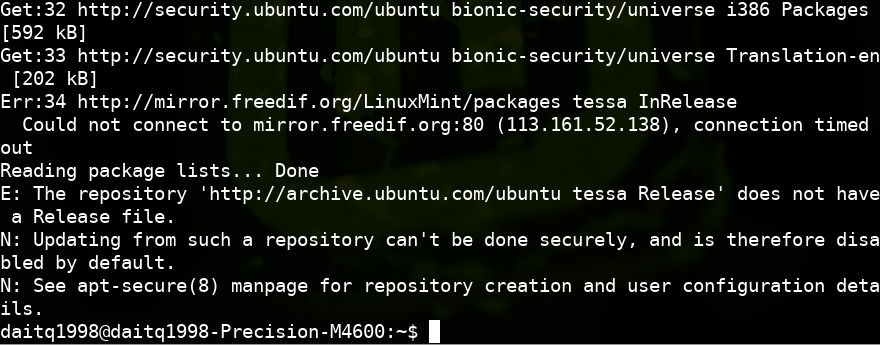 Get:32 http://security.ubuntu.com/ubuntu bionic-security/universe i386 Packages
[592 kB]
Get:33 http://security.ubuntu.com/ubuntu bionic-security/universe Translation-en
 [202 kB]
Err:34 http://mirror.freedif.org/LinuxMint/packages tessa InRelease
  Could not connect to mirror.freedif.org:80 (113.161.52.138), connection timed
out
Reading package lists... Done
E: The repository 'http://archive.ubuntu.com/ubuntu tessa Release' does not have
 a Release file.
N: Updating from such a repository can't be done securely, and is therefore disa
bled by default.
N: See apt-secure(8) manpage for repository creation and user configuration deta
ils.
daitq1998@daitq1998-Precision-M4600:~$